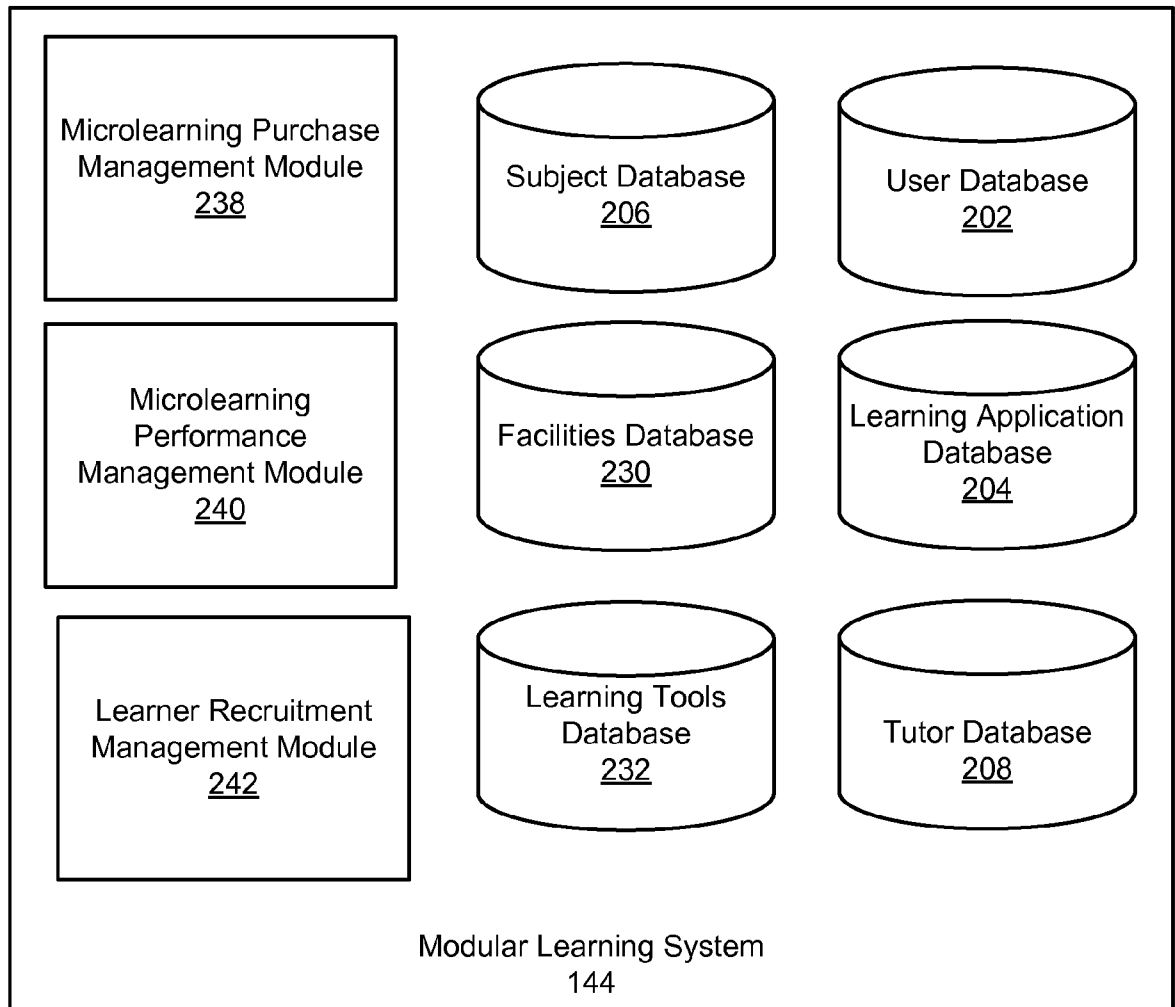 Microlearning Purchase
Management Module
238
Subject Database
206
User Database
202
Microlearning
Performance
Management Module
240
Facilities Database
230
Learning Application
Database
204
Learner Recruitment
Management Module
242
Learning Tools
Database
232
Tutor Database
208
Modular Learning System
144